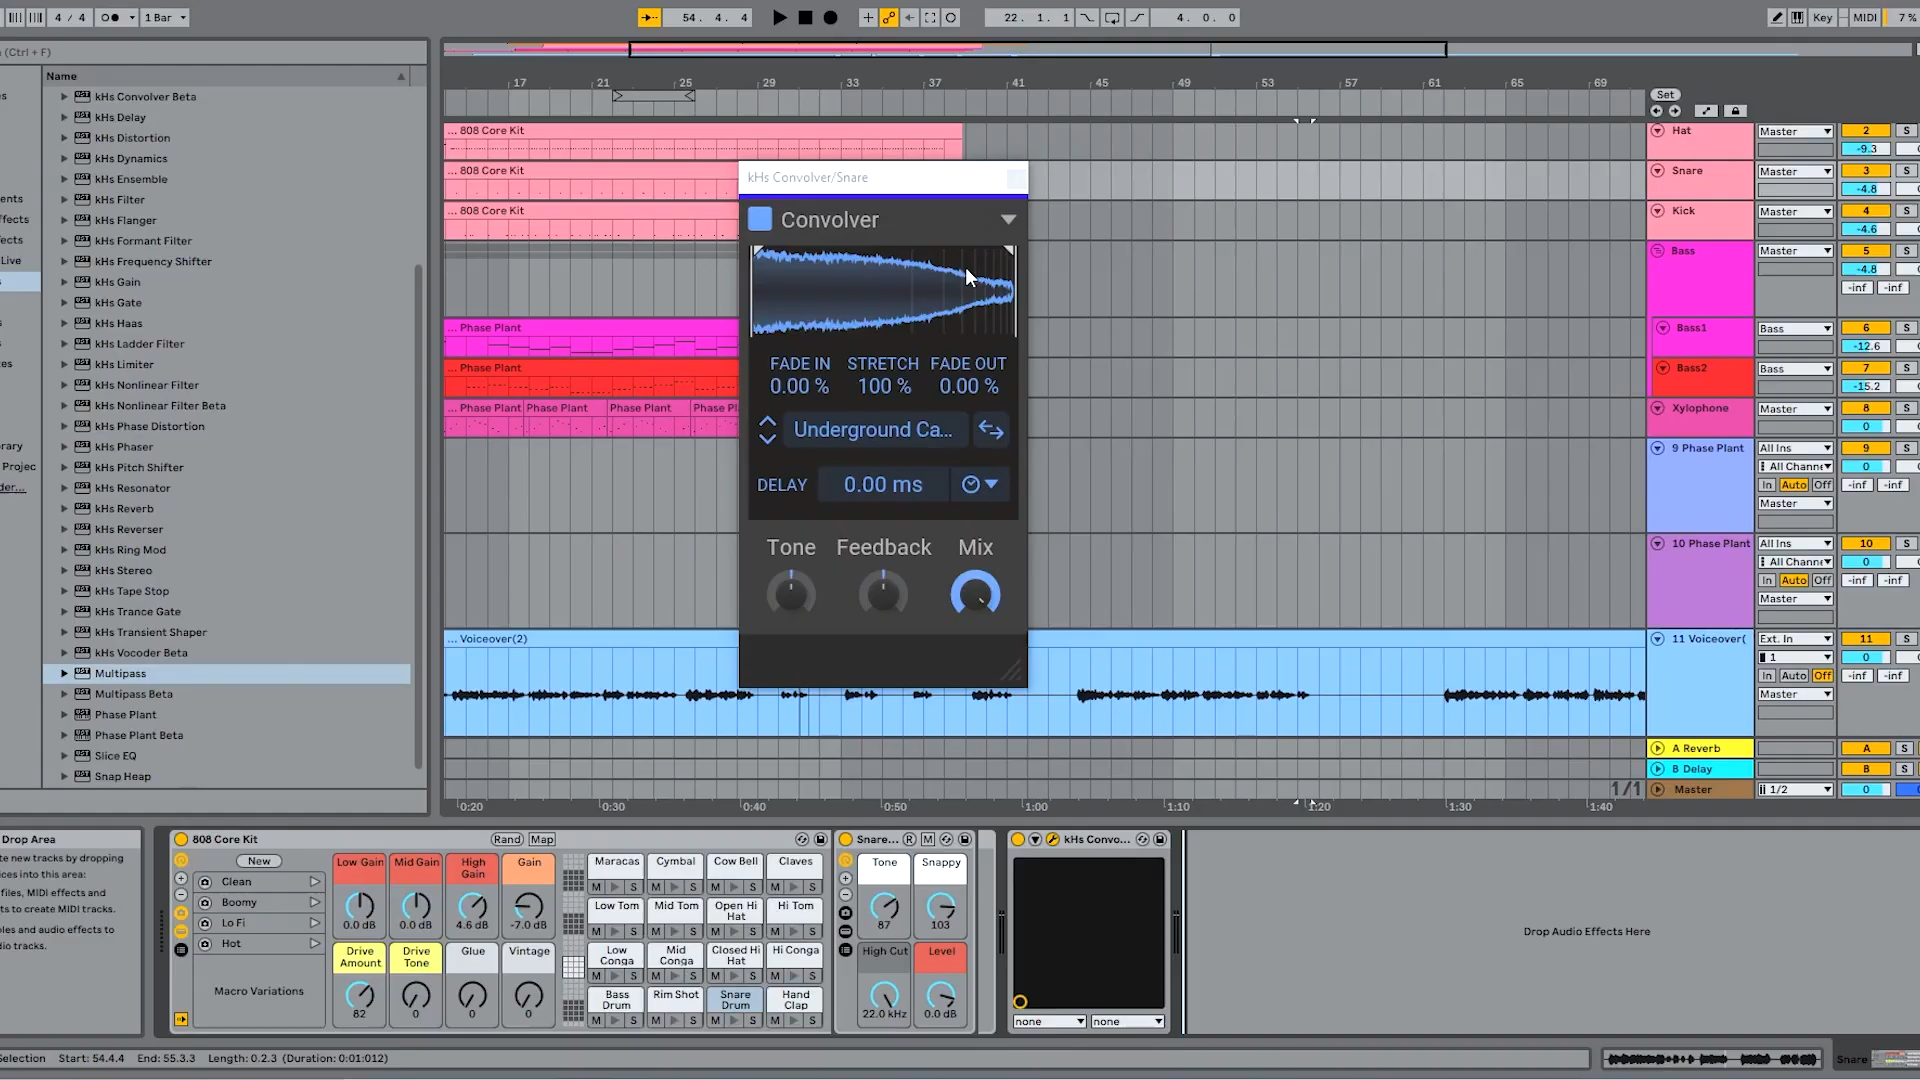 4 / 4
1 Bar
54. 4. 4
22. 1. 1
4. 0. 0
Key
MIDI
7 %
(Ctrl + F)
Name
kHs Convolver Beta
kHs Delay
kHs Distortion
kHs Dynamics
kHs Ensemble
kHs Filter
kHs Flanger
kHs Formant Filter
kHs Frequency Shifter
kHs Gain
kHs Gate
kHs Haas
kHs Ladder Filter
kHs Limiter
kHs Nonlinear Filter
kHs Nonlinear Filter Beta
kHs Phase Distortion
kHs Phaser
kHs Pitch Shifter
kHs Resonator
kHs Reverb
kHs Reverser
kHs Ring Mod
kHs Stereo
kHs Tape Stop
kHs Trance Gate
kHs Transient Shaper
kHs Vocoder Beta
Multipass
Multipass Beta
Phase Plant
Phase Plant Beta
Slice EQ
Snap Heap
17 21 25 29 33 37 41 45 49 53 57 61 65 69
Set
... 808 Core Kit
... 808 Core Kit
... 808 Core Kit
... Phase Plant
... Phase Plant
... Phase Plant Phase Plant Phase Plant Phase Pl
... Voiceover(2)
kHs Convolver/Snare
Convolver
FADE IN STRETCH FADE OUT
0.00 % 100 % 0.00 %
Underground Ca...
DELAY 0.00 ms
Tone Feedback Mix
Hat Master 2 S
-9.3
Snare Master 3 S
-4.8
Kick Master 4 S
-4.6
Bass Master 5 S
-4.8
-inf -inf
Bass1 Bass 6 S
-12.6
Bass2 Bass 7 S
-15.2
Xylophone Master 8 S
0
9 Phase Plant All Ins 9 S
All Channe 0
In Auto Off -inf -inf
Master
10 Phase Plant All Ins 10 S
All Channe 0
In Auto Off -inf -inf
Master
11 Voiceover( Ext. In 11 S
1 0
In Auto Off -inf -inf
Master
A Reverb A S
B Delay B S
Master 1/2 0
1/1
0:20 0:30 0:40 0:50 1:00 1:10 1:20 1:30 1:40
Drop Area
te new tracks by dropping
ices into this area:
files, MIDI effects and
ts to create MIDI tracks.
ples and audio effects to
dio tracks.
808 Core Kit Rand Map
New
Clean
Boomy
Lo Fi
Hot
Macro Variations
Low Gain Mid Gain High Gain Gain
0.0 dB 0.0 dB 4.6 dB -7.0 dB
Drive Amount Drive Tone Glue Vintage
82 0 0 0
Maracas Cymbal Cow Bell Claves
M S M S M S M S
Low Tom Mid Tom Open Hi Hat Hi Tom
M S M S M S M S
Low Conga Mid Conga Closed Hi Hat Hi Conga
M S M S M S M S
Bass Drum Rim Shot Snare Drum Hand Clap
M S M S M S M S
Snare... R M
Tone Snappy
87 103
High Cut Level
22.0 kHz 0.0 dB
kHs Convo...
none none
Drop Audio Effects Here
Selection Start: 54.4.4 End: 55.3.3 Length: 0.2.3 (Duration: 0:01:012)
Snare